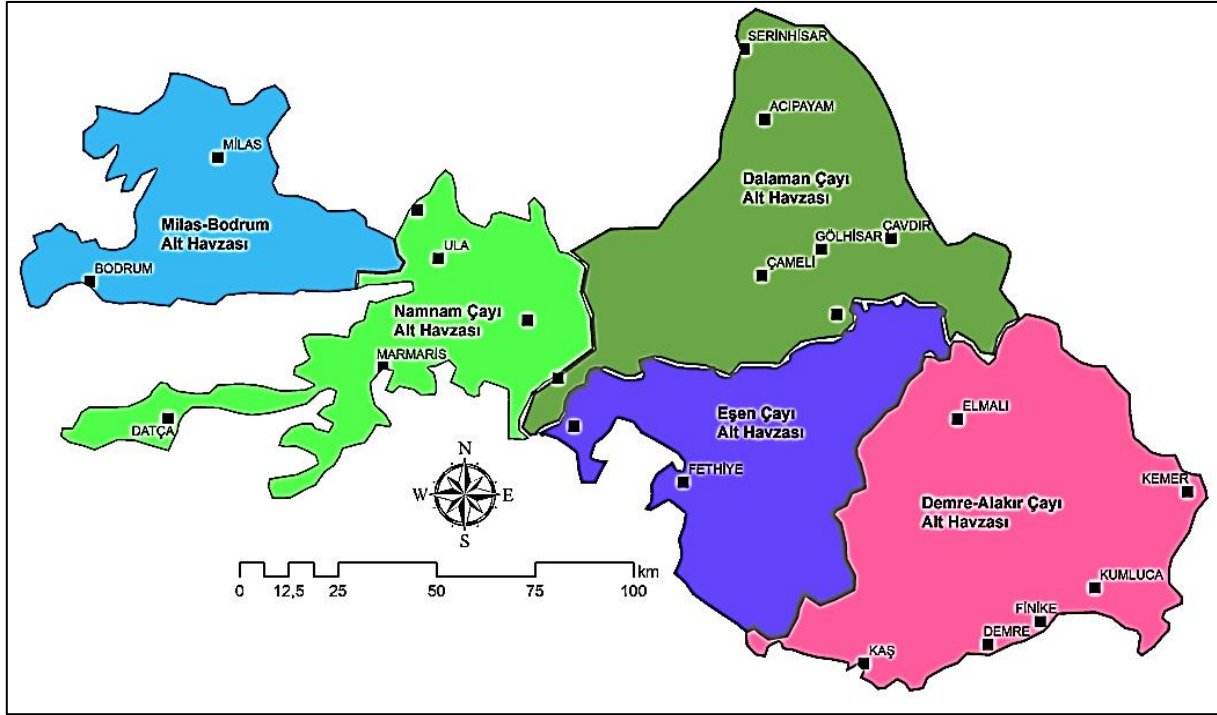 SERİNHİSAR
ACIPAYAM
MİLAS
Dalaman Çayı
Alt Havzası
Milas-Bodrum
Alt Havzası
ÇAVDIR
GÖLHİSAR
ULA
BODRUM
ÇAMELİ
Namnam Çayı
Alt Havzası
MARMARİS
ELMALI
Eşen Çayı
Alt Havzası
DATÇA
N
FETHİYE
KEMER
W E
Demre-Alakır Çayı
Alt Havzası
S
km
0 12,5 25 50 75 100
KUMLUCA
FİNİKE
DEMRE
KAŞ